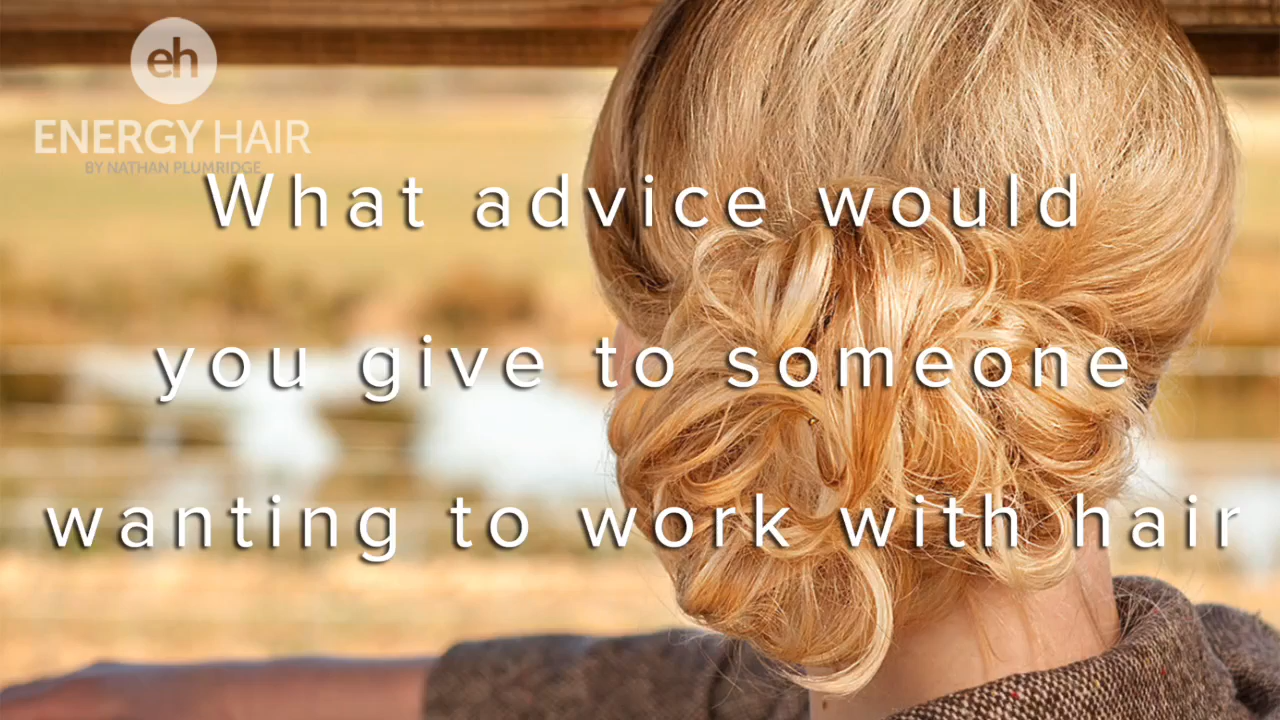 eh
ENERGY HAIR
BY NATHAN PLUMRIDGE
What advice would
you give to someone
wanting to work with hair